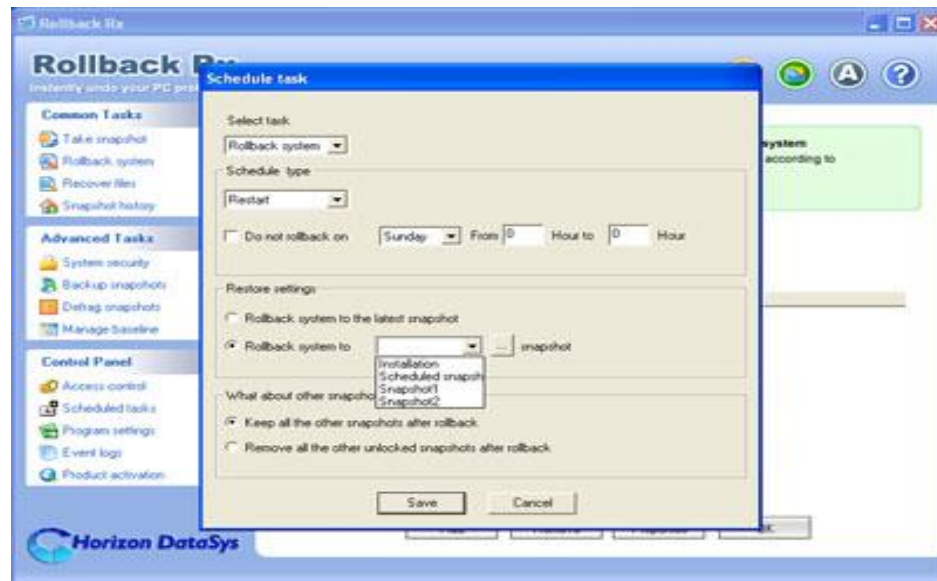 Rollback Rx
Rollback
Instantly undo your PC
Common Tasks
Take snapshot
Rollback system
Recover files
Snapshot history
Advanced Tasks
System security
Backup snapshots
Defrag snapshots
Manage baseline
Control Panel
Access control
Scheduled tasks
Program settings
Event logs
Product activation
Horizon DataSys
A ?
system
according to
Schedule task
Select task
Rollback system
Schedule type
Restart
Do not rollback on Sunday From 0 Hour to 0 Hour
Restore settings
Rollback system to the latest snapshot
Rollback system to ... snapshot
Installation
Scheduled snapsh
Snapshot1
Snapshot2
What about other snapsho
Keep all the other snapshots after rollback
Remove all the other unlocked snapshots after rollback
Save Cancel